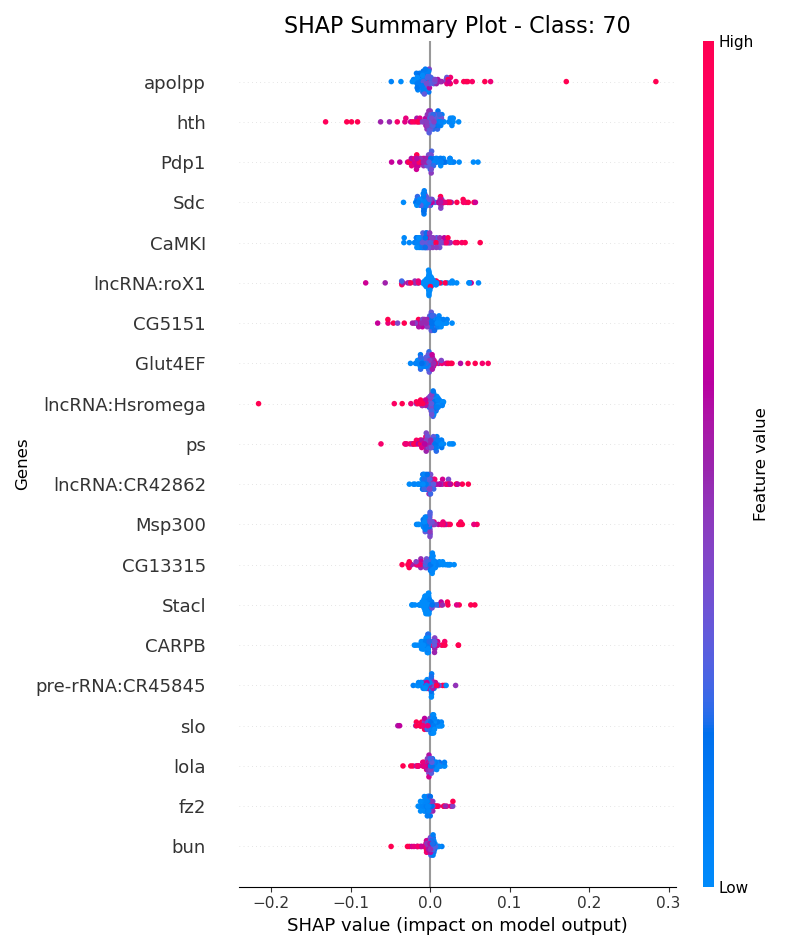 SHAP Summary Plot - Class: 70
High
apolpp
hth
Pdp1
Sdc
CaMKI
lncRNA:roX1
CG5151
Glut4EF
lncRNA:Hsromega
ps
lncRNA:CR42862
Msp300
CG13315
Stacl
CARPB
pre-rRNA:CR45845
slo
lola
fz2
bun
Genes
Feature value
Low
−0.2 −0.1 0.0 0.1 0.2 0.3
SHAP value (impact on model output)